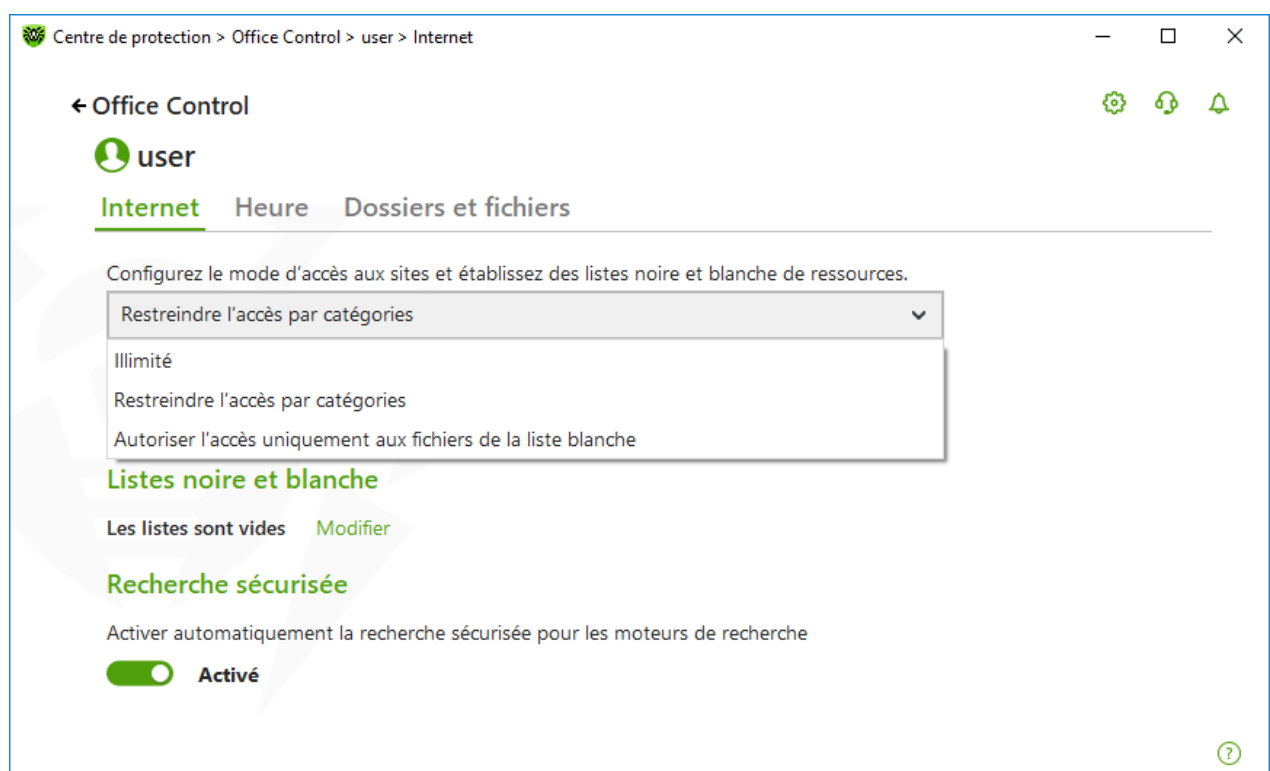 Centre de protection > Office Control > user > Internet
Office Control
user
Internet Heure Dossiers et fichiers
Configurez le mode d'accès aux sites et établissez des listes noire et blanche de ressources.
Restreindre l'accès par catégories
Illimité
Restreindre l'accès par catégories
Autoriser l'accès uniquement aux fichiers de la liste blanche
Listes noire et blanche
Les listes sont vides Modifier
Recherche sécurisée
Activer automatiquement la recherche sécurisée pour les moteurs de recherche
Activé